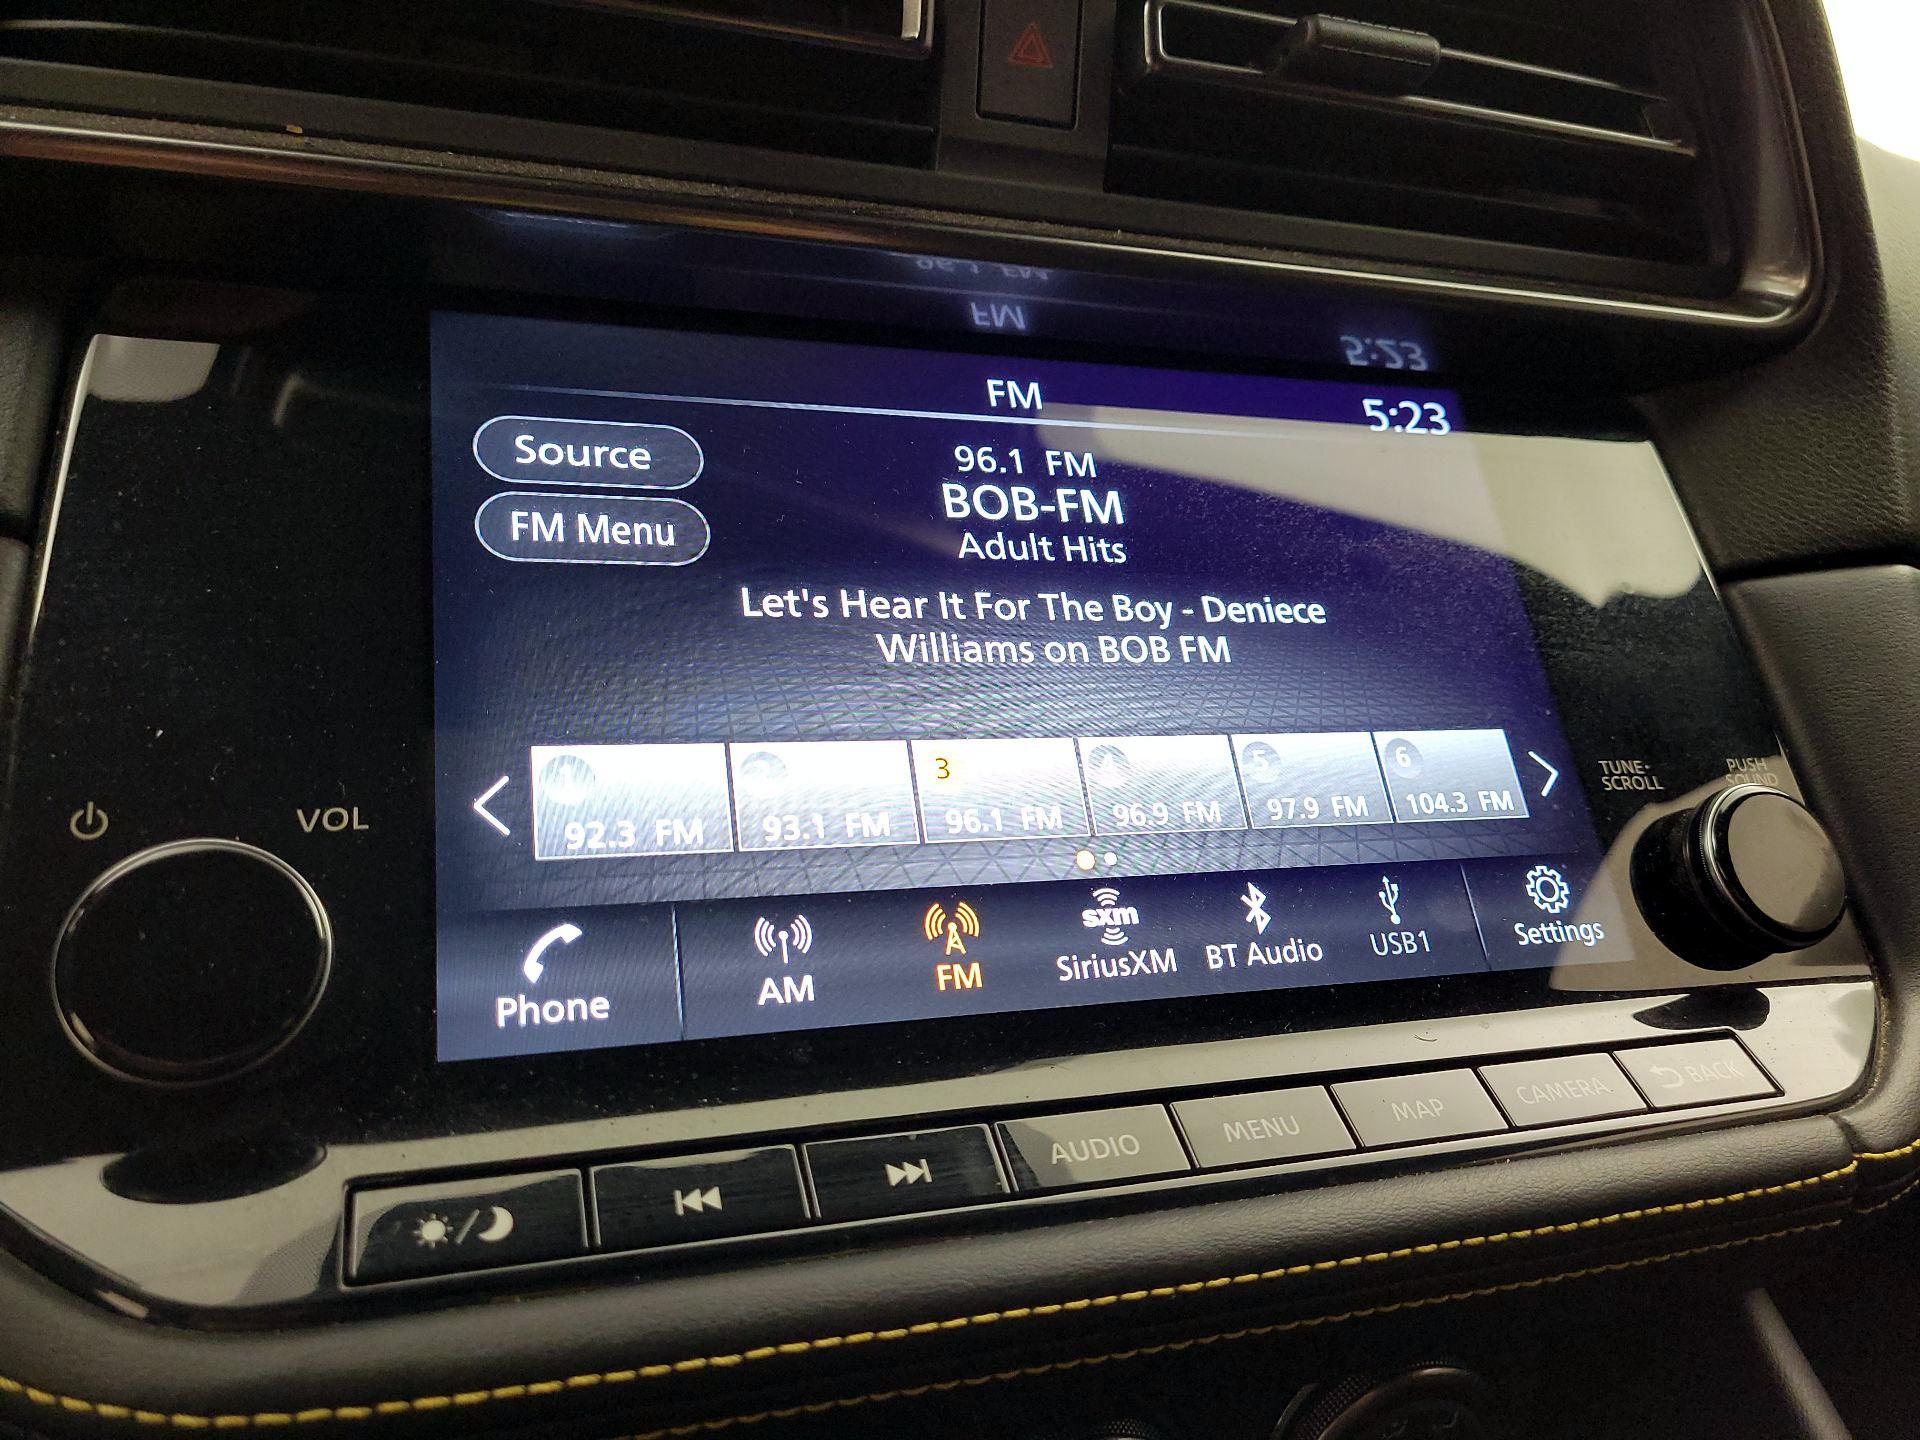 FM
5:23
Source
96.1 FM
BOB-FM
FM Menu
Adult Hits
Let's Hear It For The Boy - Deniece
Williams on BOB FM
1 2 3 4 5 6
92.3 FM 93.1 FM 96.1 FM 96.9 FM 97.9 FM 104.3 FM
VOL
TUNE·
SCROLL
PUSH
SOUND
sxm
Phone AM FM SiriusXM BT Audio USB1 Settings
AUDIO MENU MAP CAMERA BACK